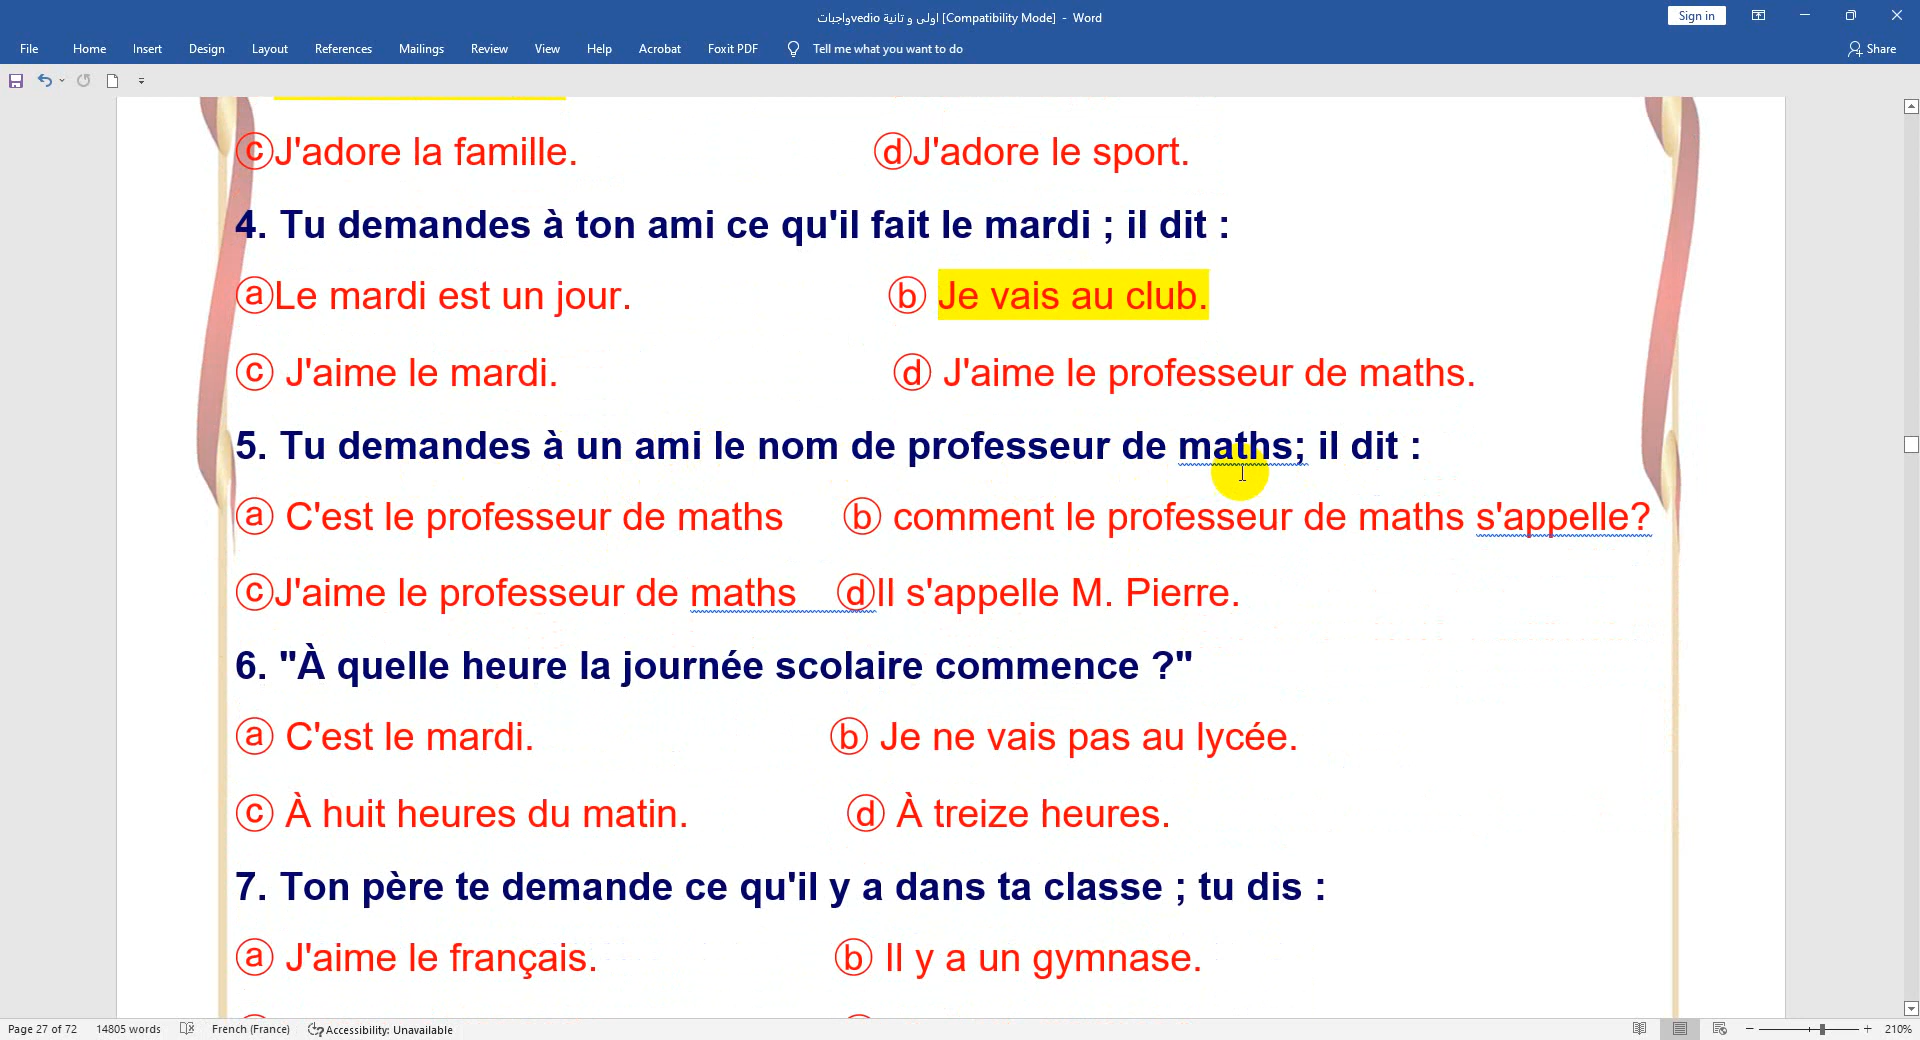 واجباتvedio اولى و تانية [Compatibility Mode] - Word
Sign in
File Home Insert Design Layout References Mailings Review View Help Acrobat Foxit PDF Tell me what you want to do Share
ⓒJ'adore la famille. ⓓJ'adore le sport.
4. Tu demandes à ton ami ce qu'il fait le mardi ; il dit :
ⓐLe mardi est un jour. ⓑ Je vais au club.
ⓒ J'aime le mardi. ⓓ J'aime le professeur de maths.
5. Tu demandes à un ami le nom de professeur de maths; il dit :
ⓐ C'est le professeur de maths ⓑ comment le professeur de maths s'appelle?
ⓒJ'aime le professeur de maths ⓓIl s'appelle M. Pierre.
6. "À quelle heure la journée scolaire commence ?"
ⓐ C'est le mardi. ⓑ Je ne vais pas au lycée.
ⓒ À huit heures du matin. ⓓ À treize heures.
7. Ton père te demande ce qu'il y a dans ta classe ; tu dis :
ⓐ J'aime le français. ⓑ Il y a un gymnase.
Page 27 of 72 14805 words French (France) Accessibility: Unavailable 210%